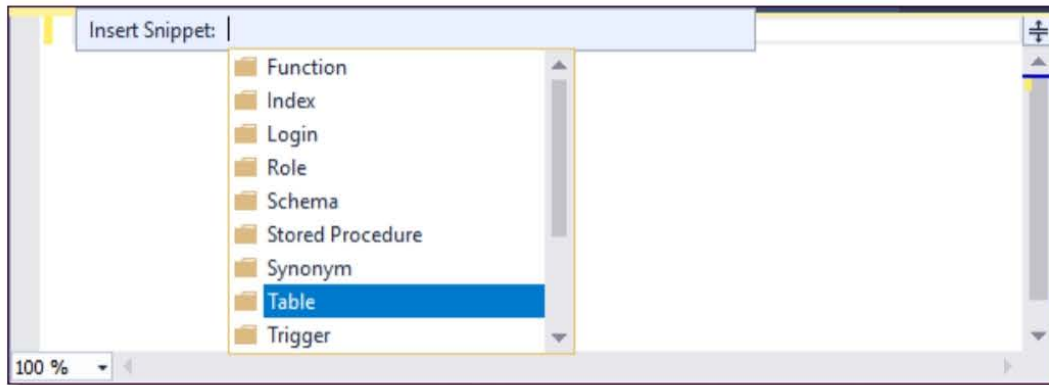 Insert Snippet:
Function
Index
Login
Role
Schema
Stored Procedure
Synonym
Table
Trigger
100 %